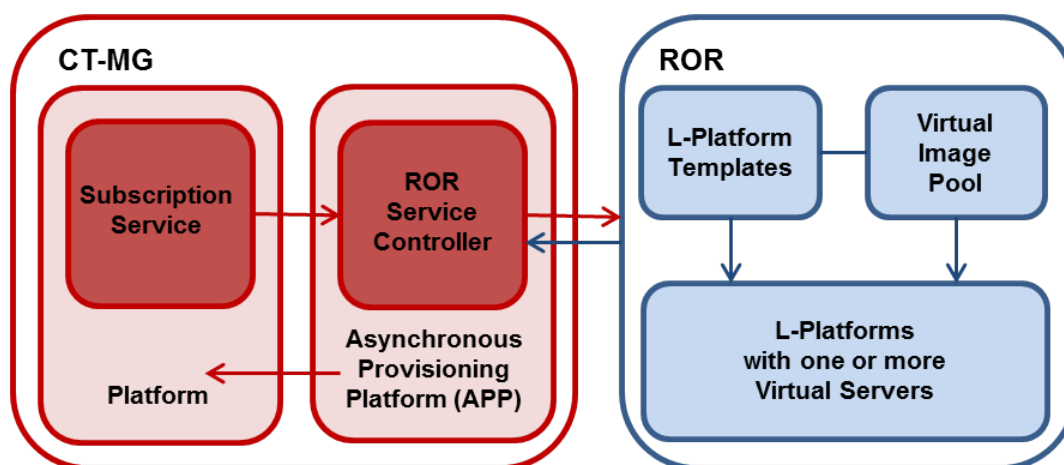 CT-MG
Subscription
Service
Platform
ROR
Service
Controller
Asynchronous
Provisioning
Platform (APP)
ROR
L-Platform
Templates
Virtual
Image
Pool
L-Platforms
with one or more
Virtual Servers